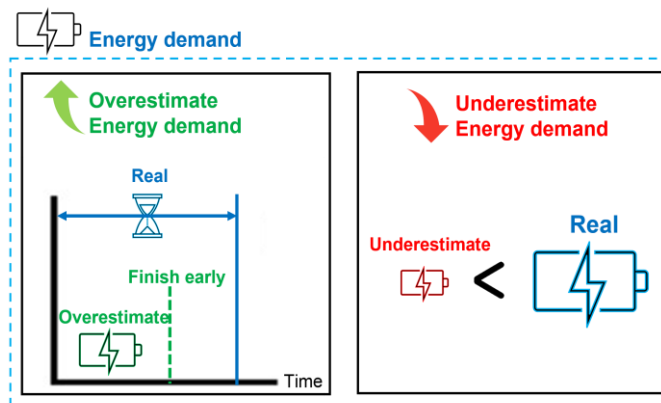 Energy demand
Overestimate
Energy demand
Real
Finish early
Overestimate
Time
Underestimate
Energy demand
Real
Underestimate
<